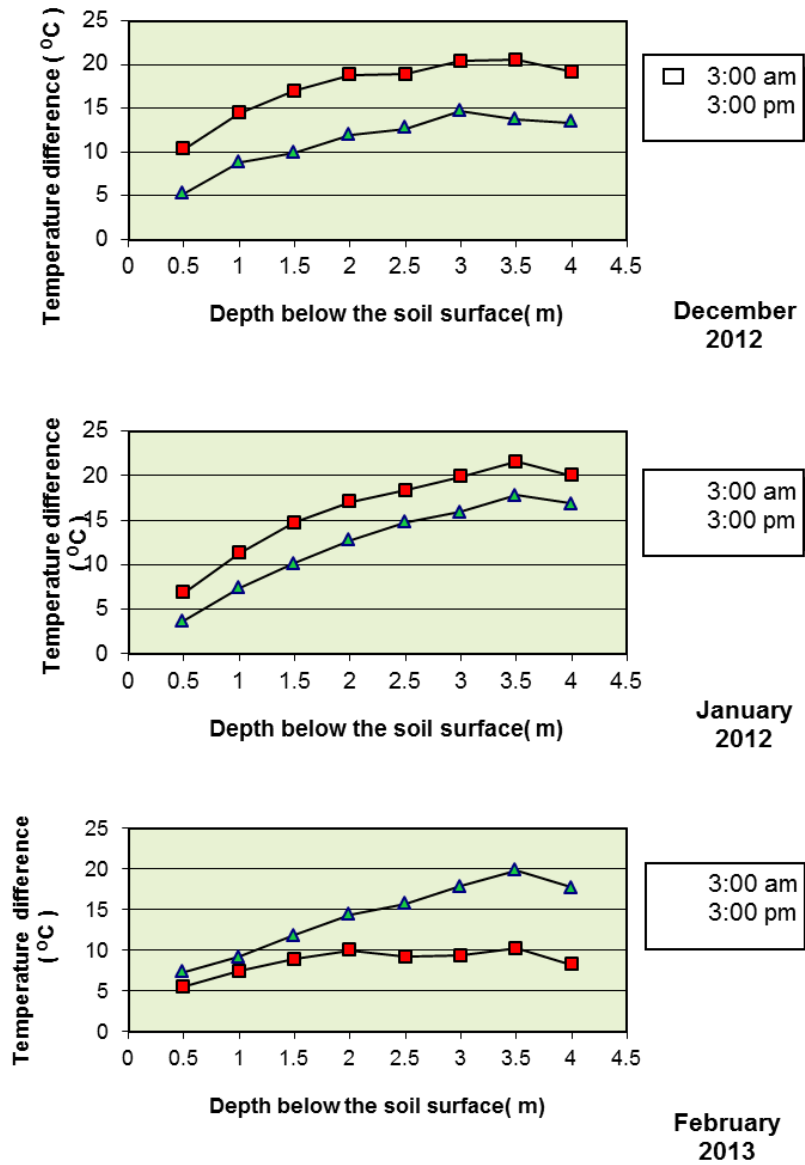 Temperature difference ( ⁰C)
25
20
15
10
5
0
0 0.5 1 1.5 2 2.5 3 3.5 4 4.5
Depth below the soil surface( m)
3:00 am
3:00 pm
December
2012
Temperature difference
( ⁰C)
25
20
15
10
5
0
0 0.5 1 1.5 2 2.5 3 3.5 4 4.5
Depth below the soil surface( m)
3:00 am
3:00 pm
January
2012
Temperature difference
( ⁰C )
25
20
15
10
5
0
0 0.5 1 1.5 2 2.5 3 3.5 4 4.5
Depth below the soil surface( m)
3:00 am
3:00 pm
February
2013